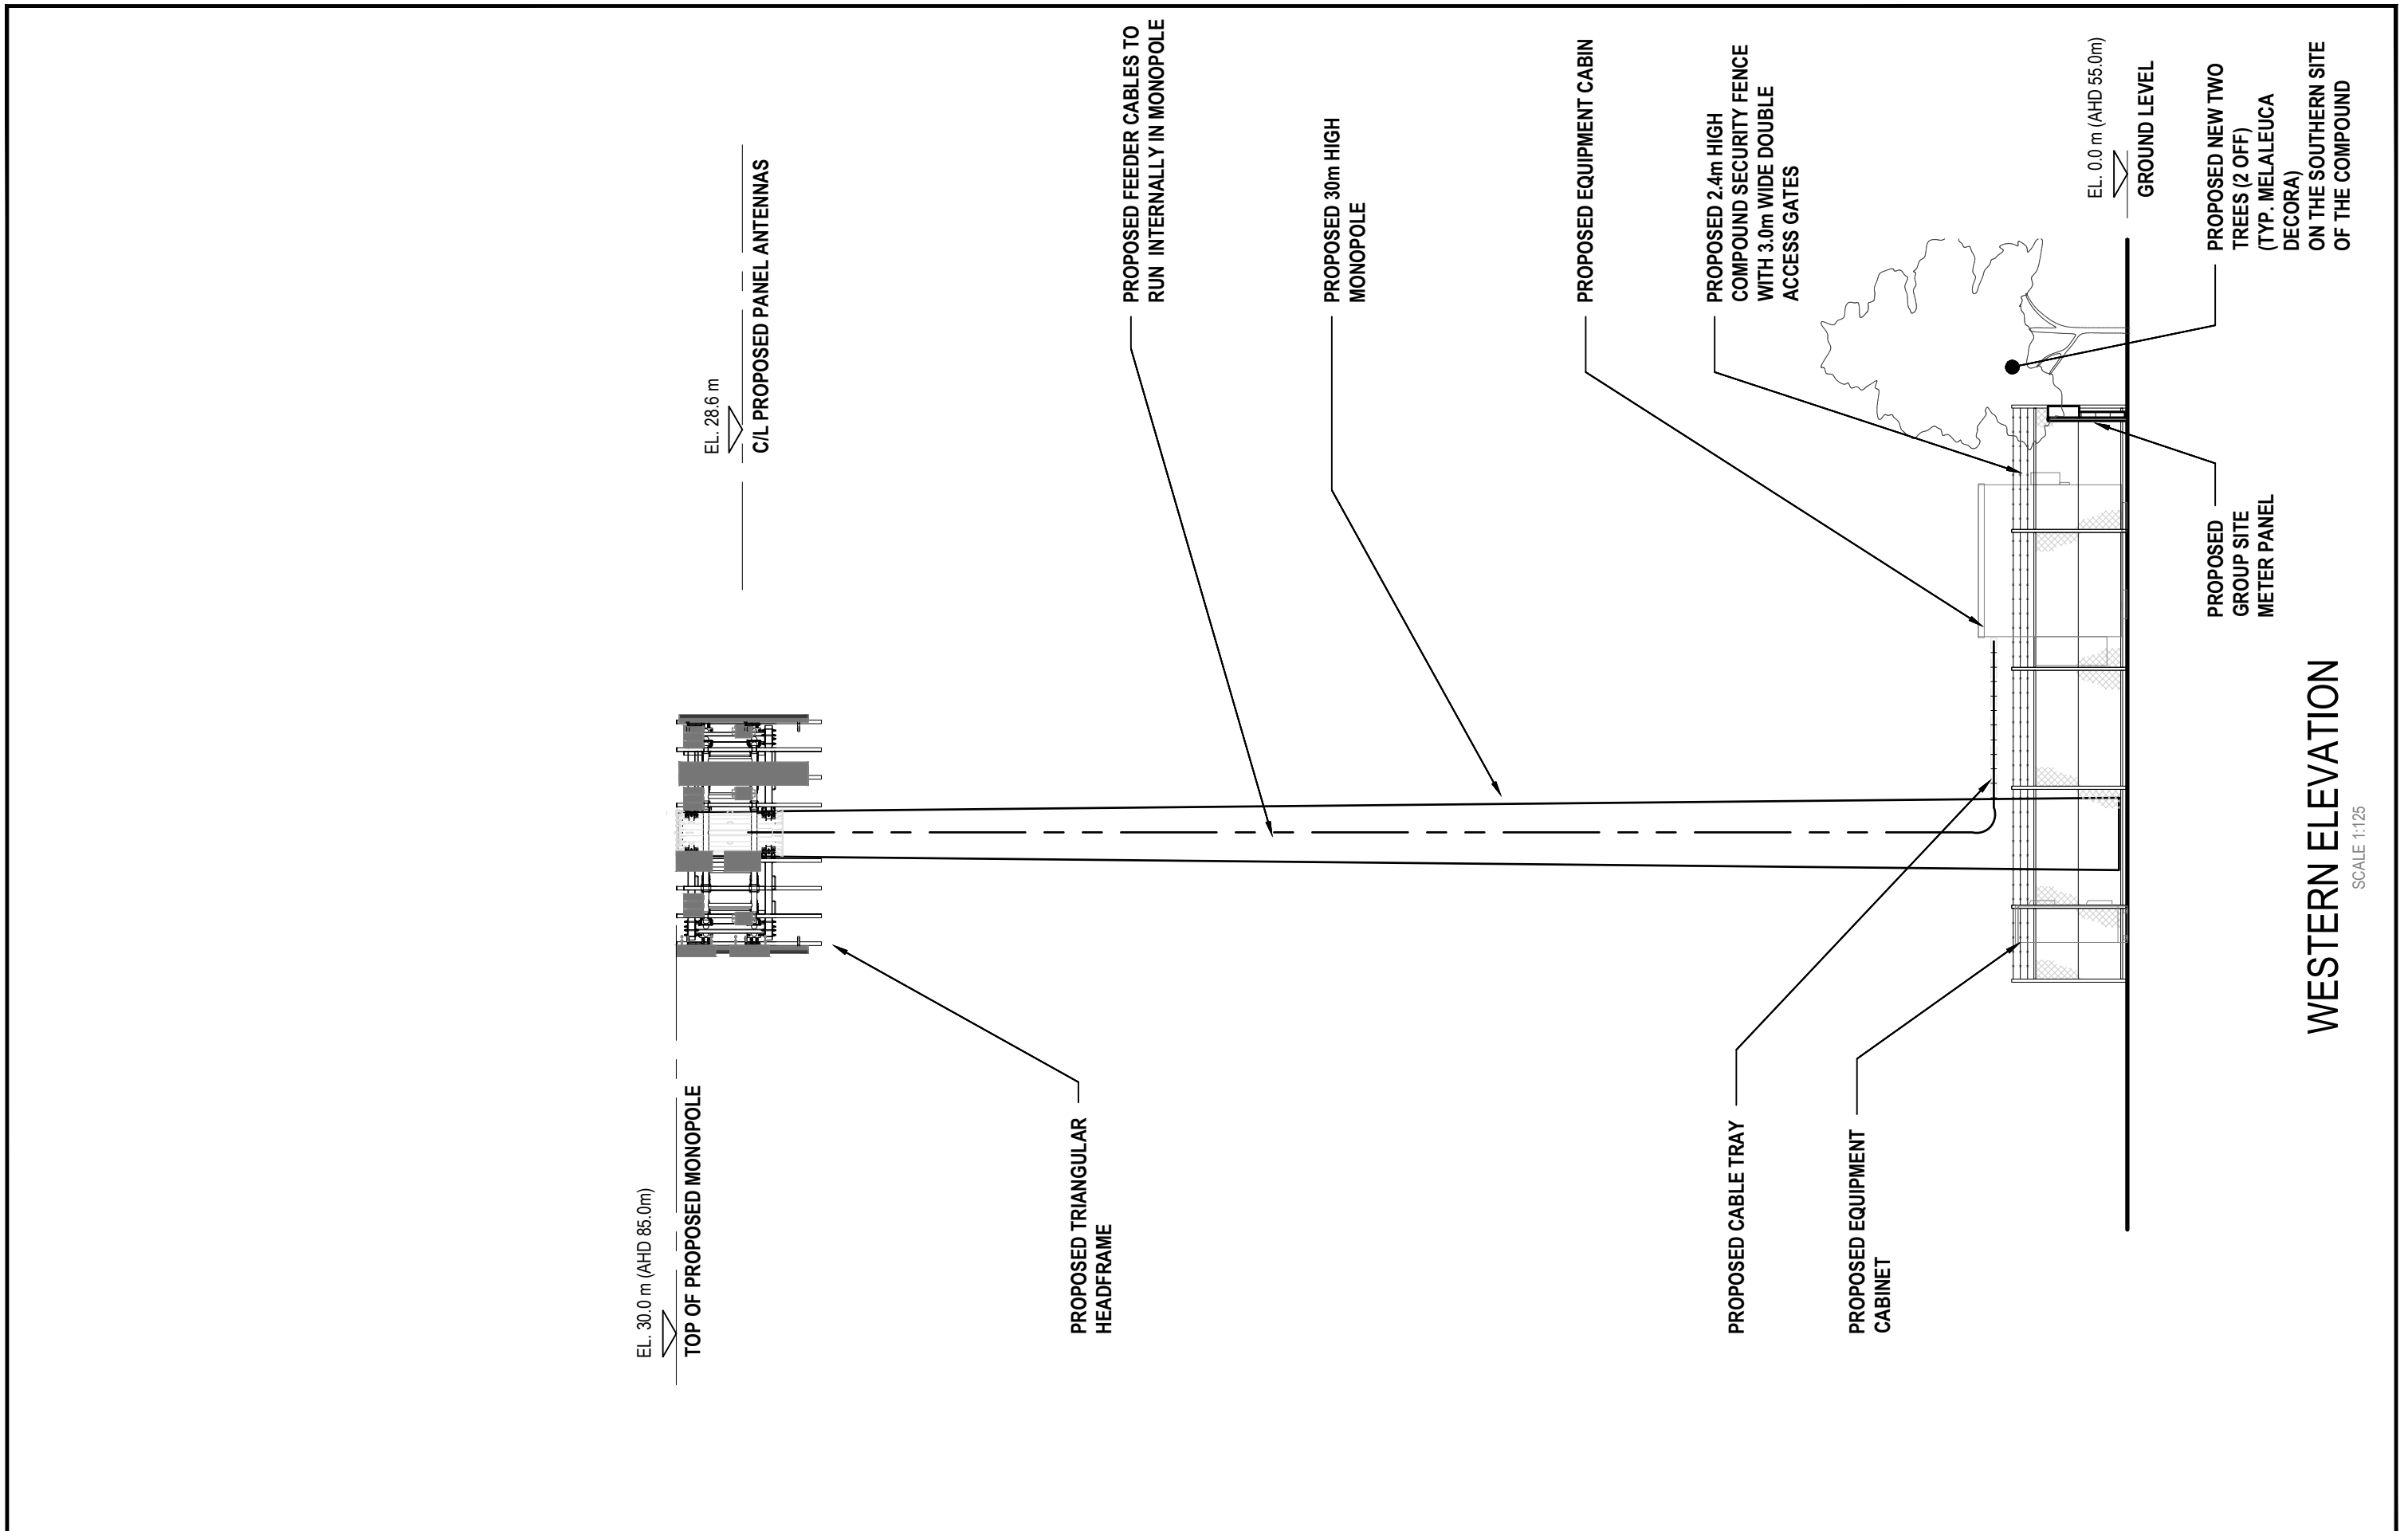 EL. 30.0 m (AHD 85.0m)
TOP OF PROPOSED MONOPOLE
EL. 28.6 m
C/L PROPOSED PANEL ANTENNAS
PROPOSED TRIANGULAR
HEADFRAME
PROPOSED FEEDER CABLES TO
RUN INTERNALLY IN MONOPOLE
PROPOSED 30m HIGH
MONOPOLE
PROPOSED EQUIPMENT CABIN
PROPOSED 2.4m HIGH
COMPOUND SECURITY FENCE
WITH 3.0m WIDE DOUBLE
ACCESS GATES
PROPOSED CABLE TRAY
PROPOSED EQUIPMENT
CABINET
EL. 0.0 m (AHD 55.0m)
GROUND LEVEL
PROPOSED NEW TWO
TREES (2 OFF)
(TYP. MELALEUCA
DECORA)
ON THE SOUTHERN SITE
OF THE COMPOUND
PROPOSED
GROUP SITE
METER PANEL
WESTERN ELEVATION
SCALE 1:125